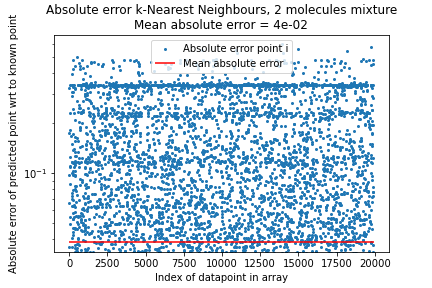 Absolute error k-Nearest Neighbours, 2 molecules mixture
Mean absolute error = 4e-02
Absolute error point i
Mean absolute error
Absolute error of predicted point wrt to known point
10⁻¹
0 2500 5000 7500 10000 12500 15000 17500 20000
Index of datapoint in array